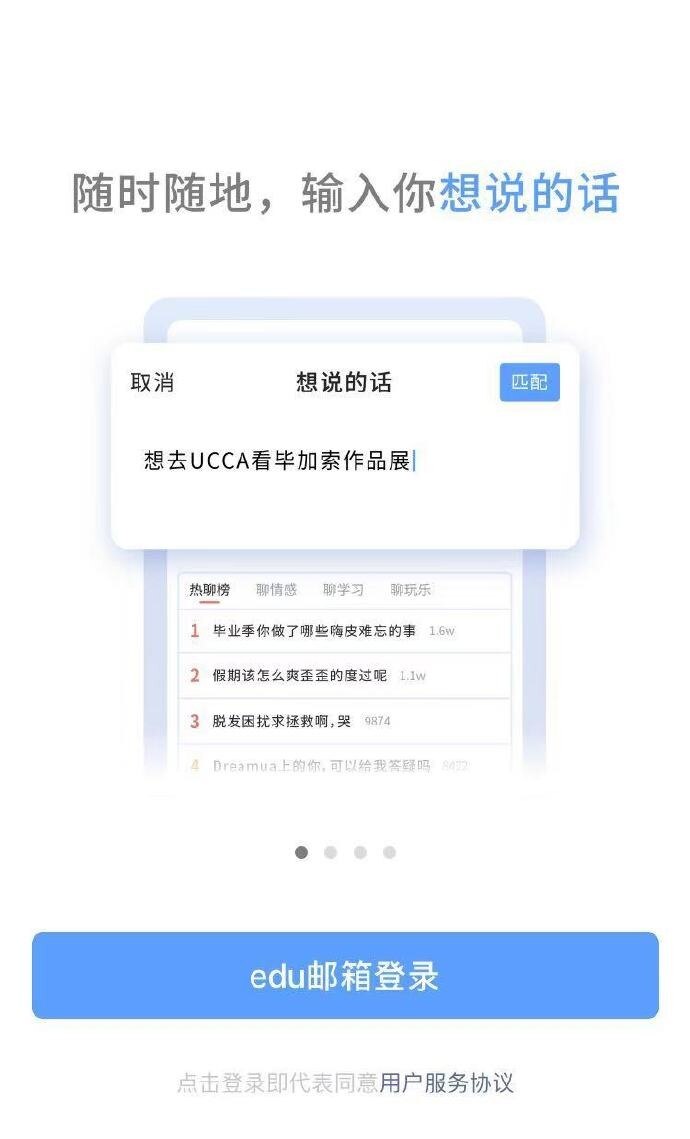 随时随地，输入你想说的话
取消 想说的话 匹配
想去UCCA看毕加索作品展
热聊榜 聊情感 聊学习 聊玩乐
1 毕业季你做了哪些嗨皮难忘的事 1.6w
2 假期该怎么爽歪歪的度过呢 1.1w
3 脱发困扰求拯救啊,哭 9874
4 Dreamua上的你,可以给我答疑吗 8422
edu邮箱登录
点击登录即代表同意用户服务协议